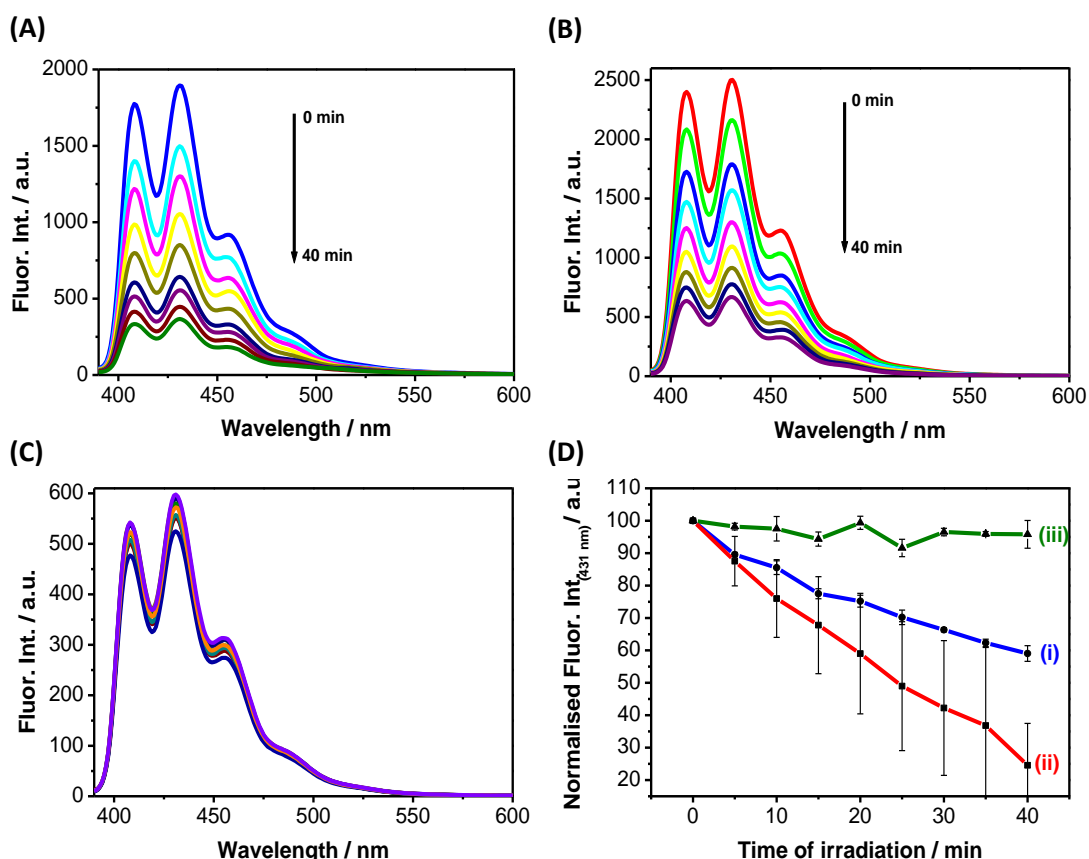 (A)
2000
1500
1000
500
0
Fluor. Int. / a.u.
0 min
40 min
400 450 500 550 600
Wavelength / nm
(B)
2500
2000
1500
1000
500
0
Fluor. Int. / a.u.
0 min
40 min
400 450 500 550 600
Wavelength / nm
(C)
600
500
400
300
200
100
0
Fluor. Int. / a.u.
400 450 500 550 600
Wavelength / nm
(D)
110
100
90
80
70
60
50
40
30
20
Normalised Fluor. Int(431 nm)/ a.u
(iii)
(i)
(ii)
0 10 20 30 40
Time of irradiation / min